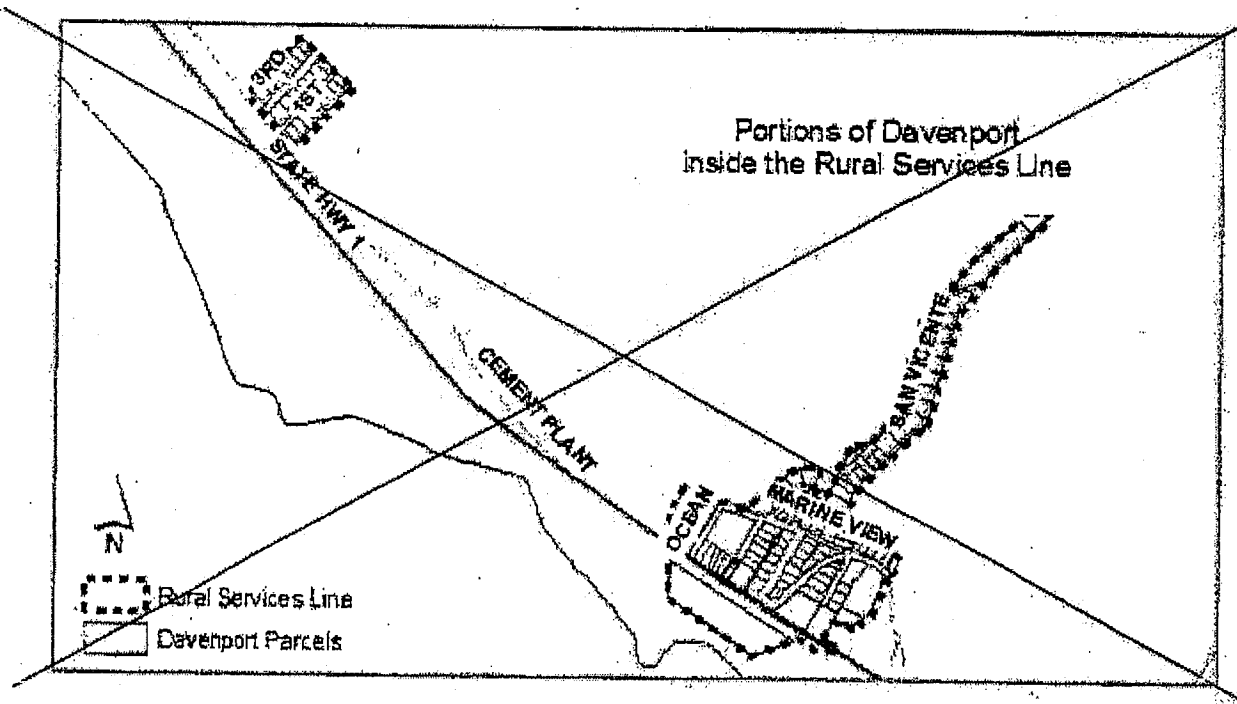 3RD
1ST
STATE HWY 1
Portions of Davenport
Inside the Rural Services Line
CEMENT PLANT
SAN VICENTE
OCEAN
MARINE VIEW
N
Rural Services Line
Davenport Parcels